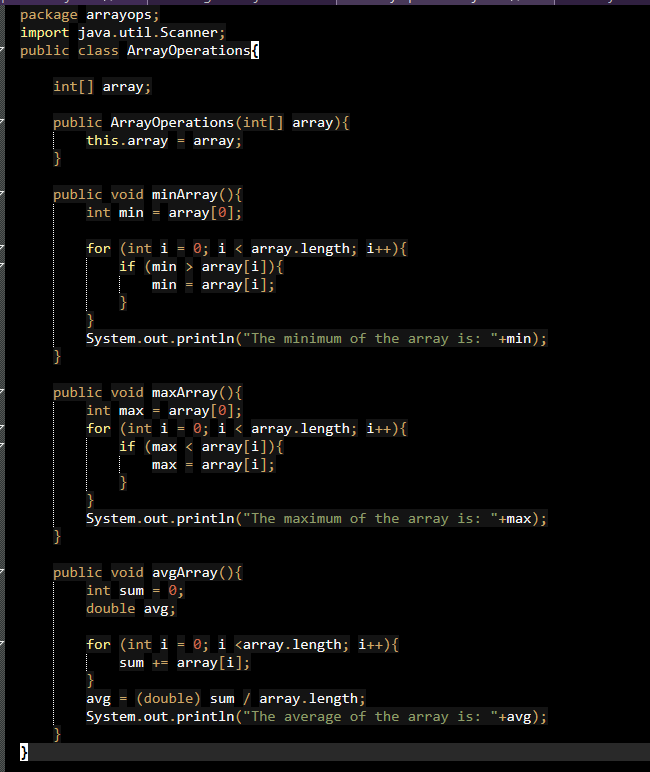 package arrayops;
import java.util.Scanner;
public class ArrayOperations{
int[] array;
public ArrayOperations(int[] array){
this.array = array;
}
public void minArray(){
int min = array[0];
for (int i = 0; i < array.length; i++){
if (min > array[i]){
min = array[i];
}
}
System.out.println("The minimum of the array is: "+min);
}
public void maxArray(){
int max = array[0];
for (int i = 0; i < array.length; i++){
if (max < array[i]){
max = array[i];
}
}
System.out.println("The maximum of the array is: "+max);
}
public void avgArray(){
int sum = 0;
double avg;
for (int i = 0; i <array.length; i++){
sum += array[i];
}
avg = (double) sum / array.length;
System.out.println("The average of the array is: "+avg);
}
}